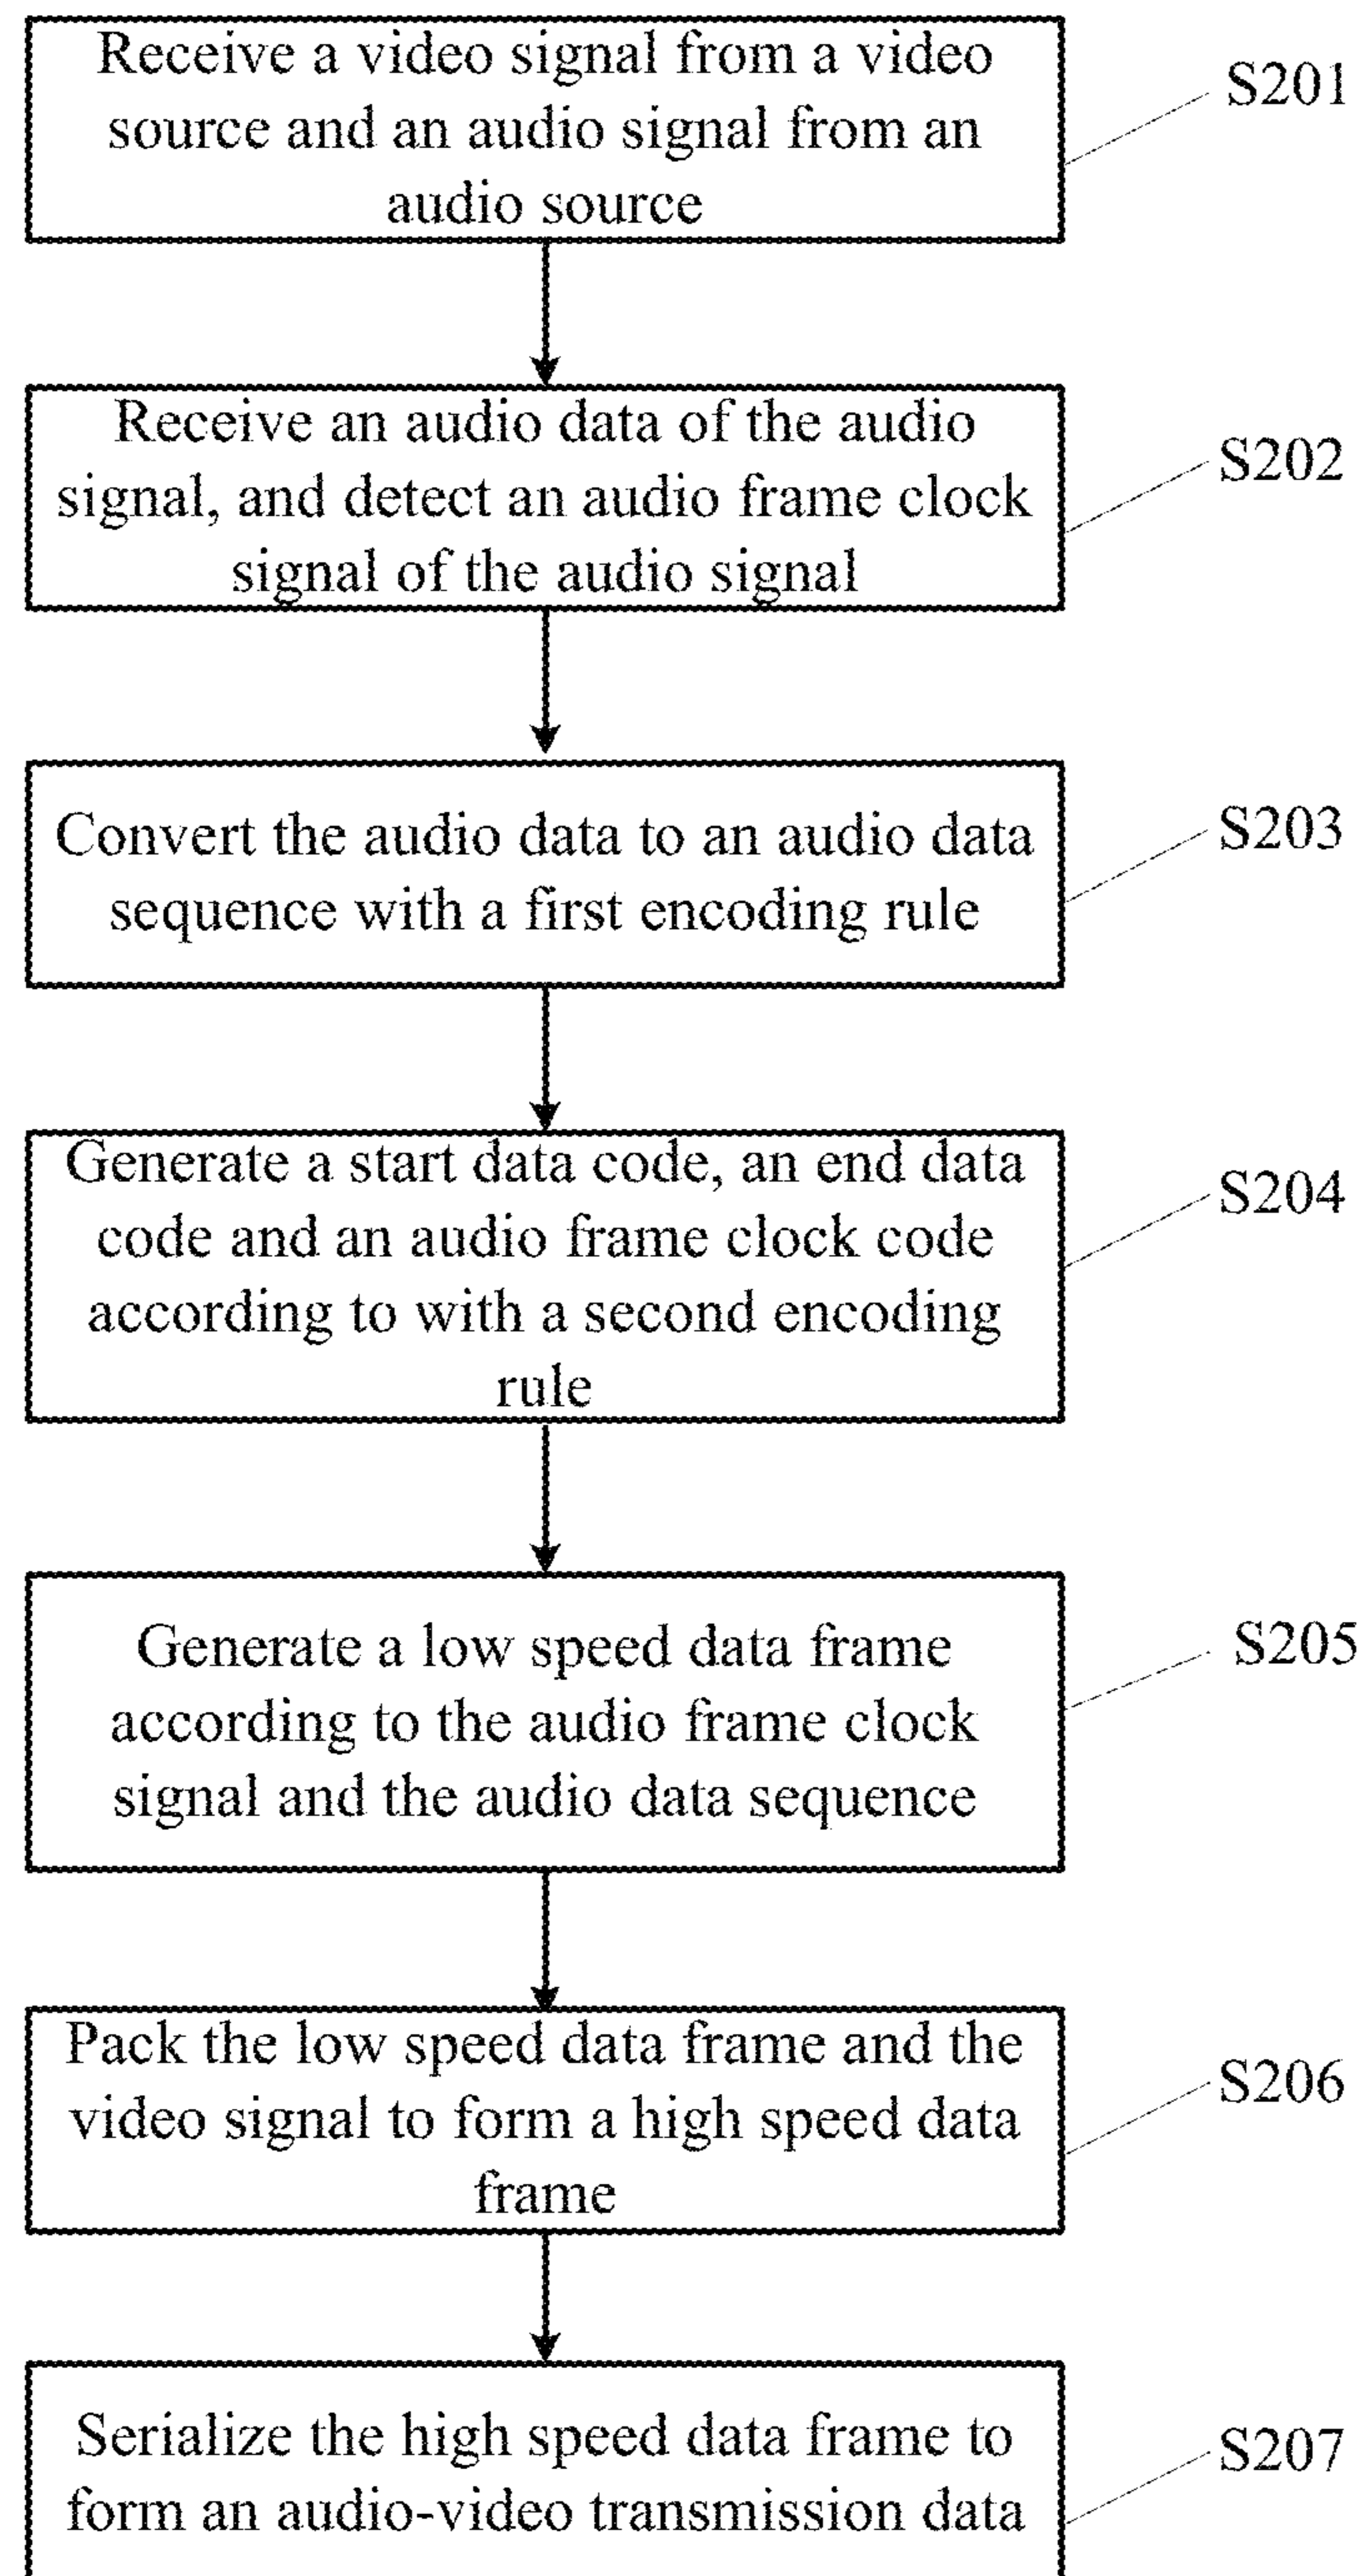 Receive a video signal from a video
source and an audio signal from an
audio source
S201
Receive an audio data of the audio
signal, and detect an audio frame clock
signal of the audio signal
S202
Convert the audio data to an audio data
sequence with a first encoding rule
S203
Generate a start data code, an end data
code and an audio frame clock code
according to with a second encoding
rule
S204
Generate a low speed data frame
according to the audio frame clock
signal and the audio data sequence
S205
Pack the low speed data frame and the
video signal to form a high speed data
frame
S206
Serialize the high speed data frame to
form an audio-video transmission data
S207